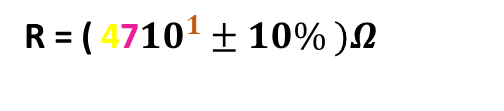 R = ( 4710¹ ± 10% )Ω